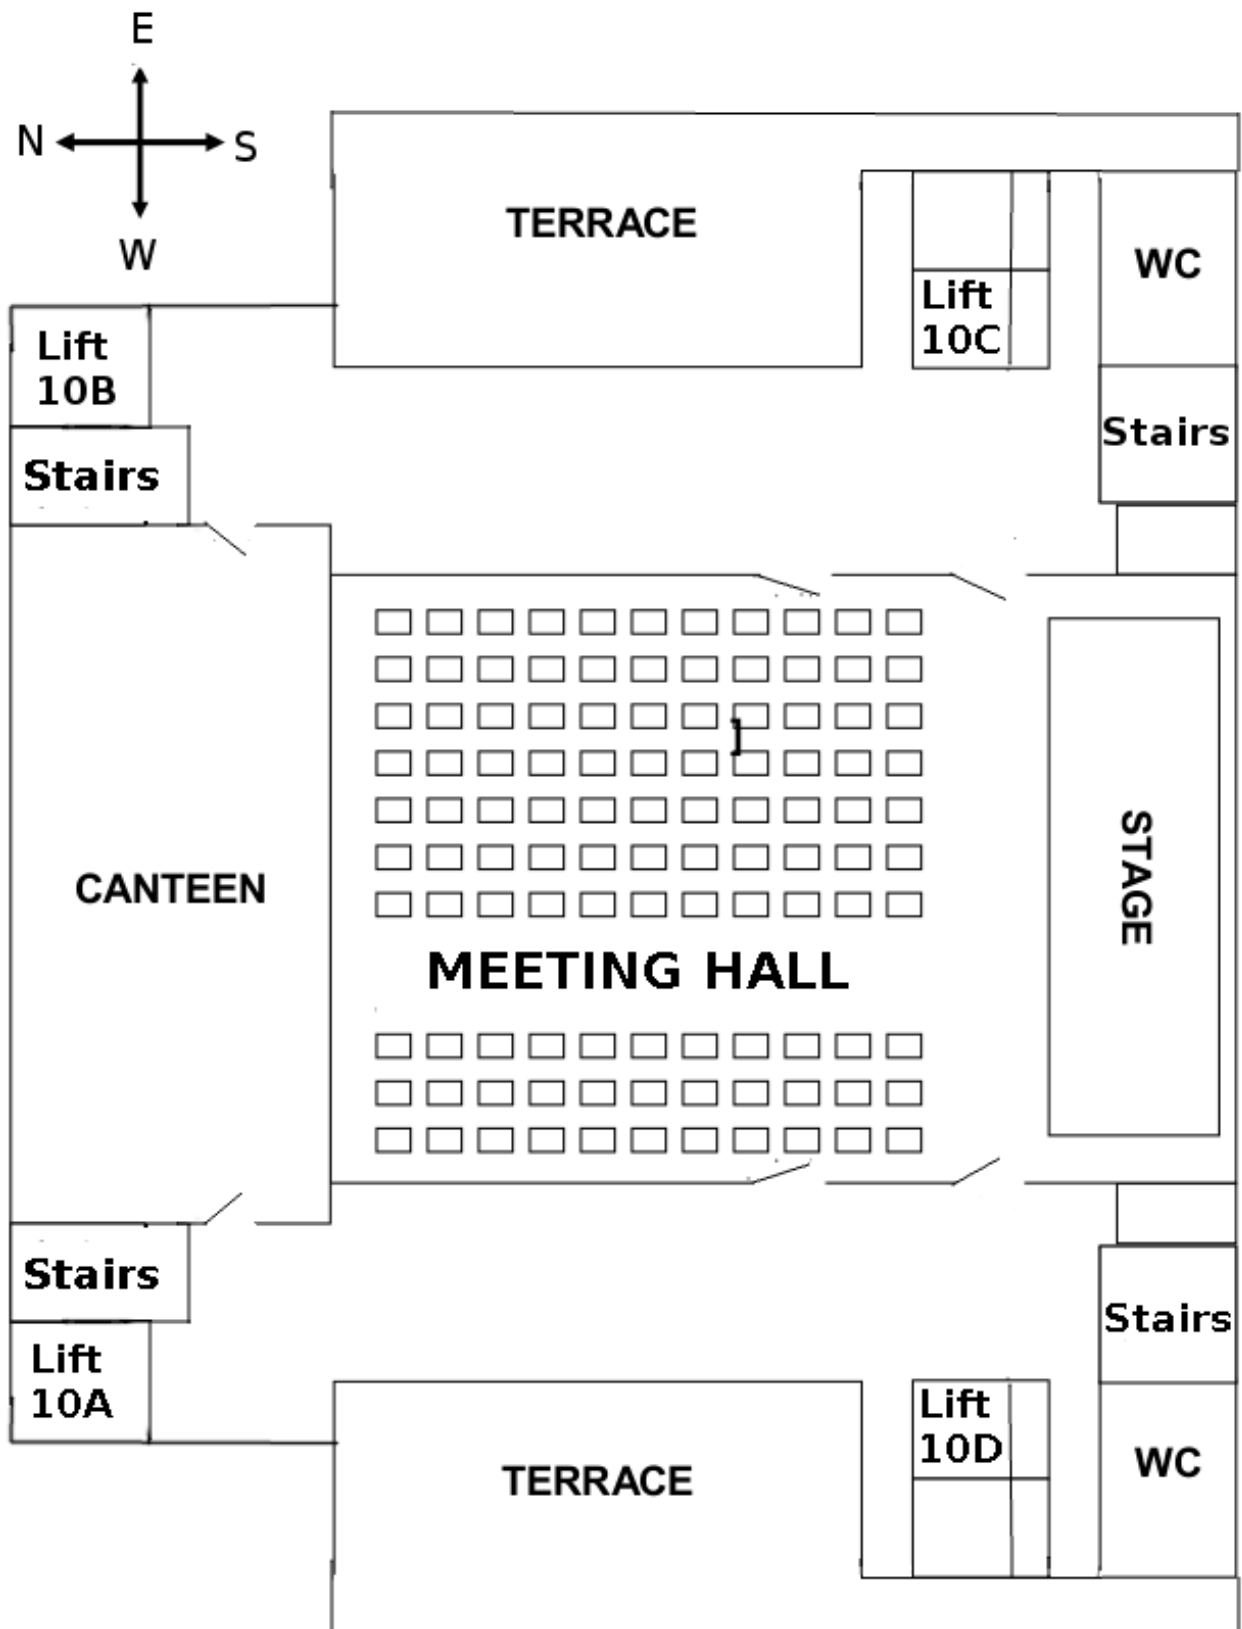 E
N
S
W
TERRACE
WC
Lift
10C
Lift
10B
Stairs
Stairs
CANTEEN
MEETING HALL
STAGE
Stairs
Stairs
Lift
10A
Lift
10D
TERRACE
WC